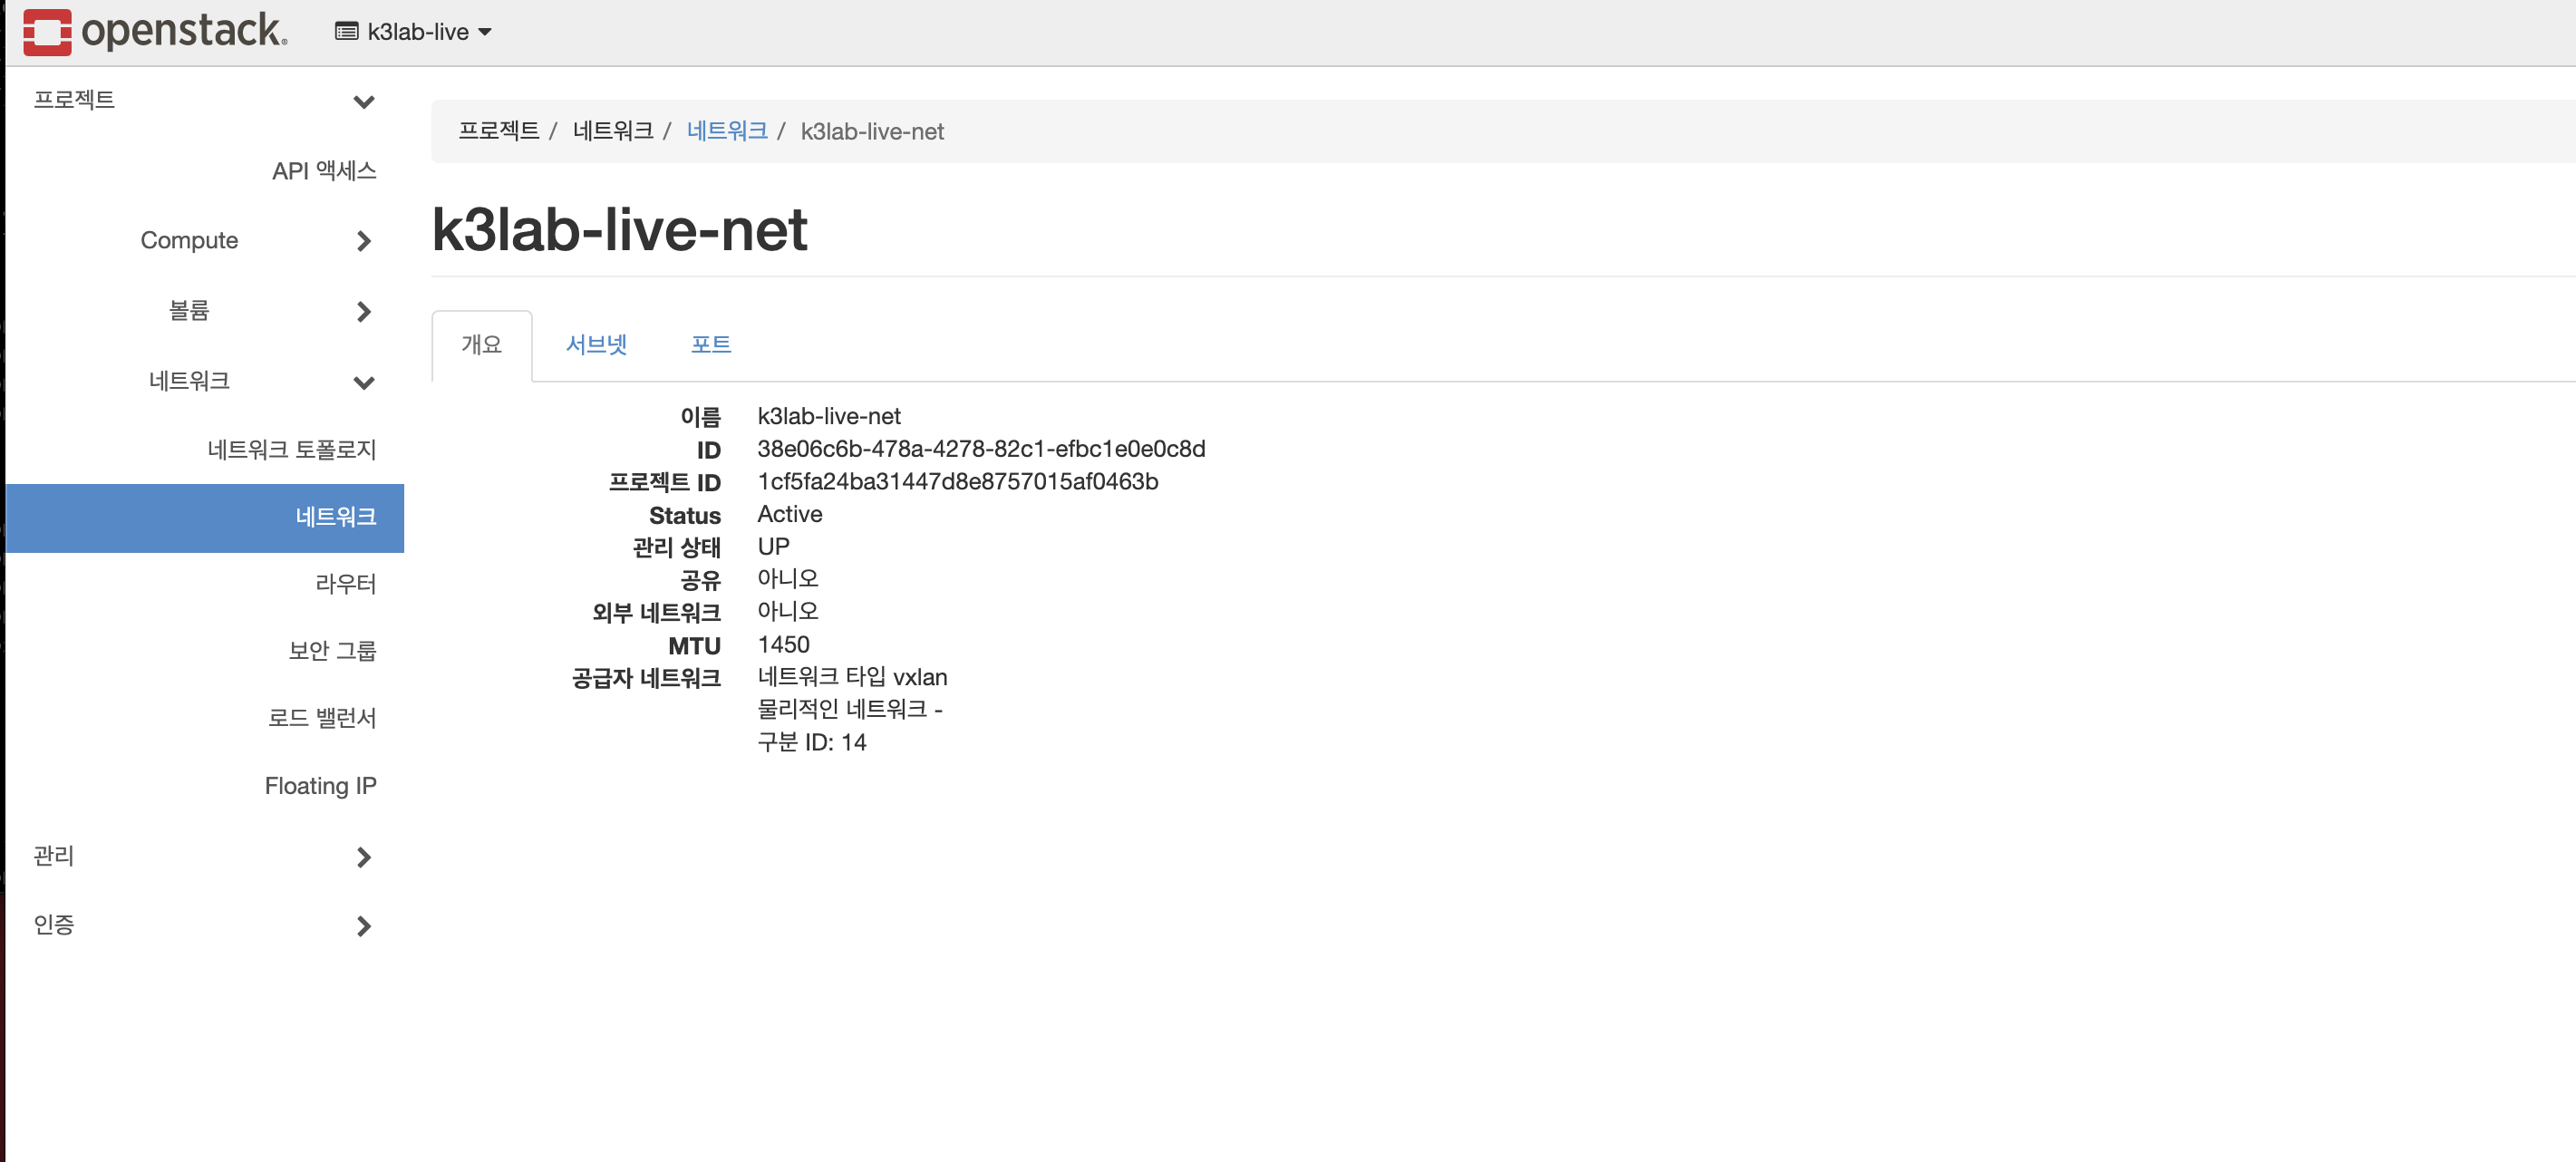 openstack.
k3lab-live
프로젝트
API 액세스
Compute
볼륨
네트워크
네트워크 토폴로지
네트워크
라우터
보안 그룹
로드 밸런서
Floating IP
관리
인증
프로젝트 / 네트워크 / 네트워크 / k3lab-live-net
k3lab-live-net
개요 서브넷 포트
이름 k3lab-live-net
ID 38e06c6b-478a-4278-82c1-efbc1e0e0c8d
프로젝트 ID 1cf5fa24ba31447d8e8757015af0463b
Status Active
관리 상태 UP
공유 아니오
외부 네트워크 아니오
MTU 1450
공급자 네트워크 네트워크 타입 vxlan
물리적인 네트워크 -
구분 ID: 14